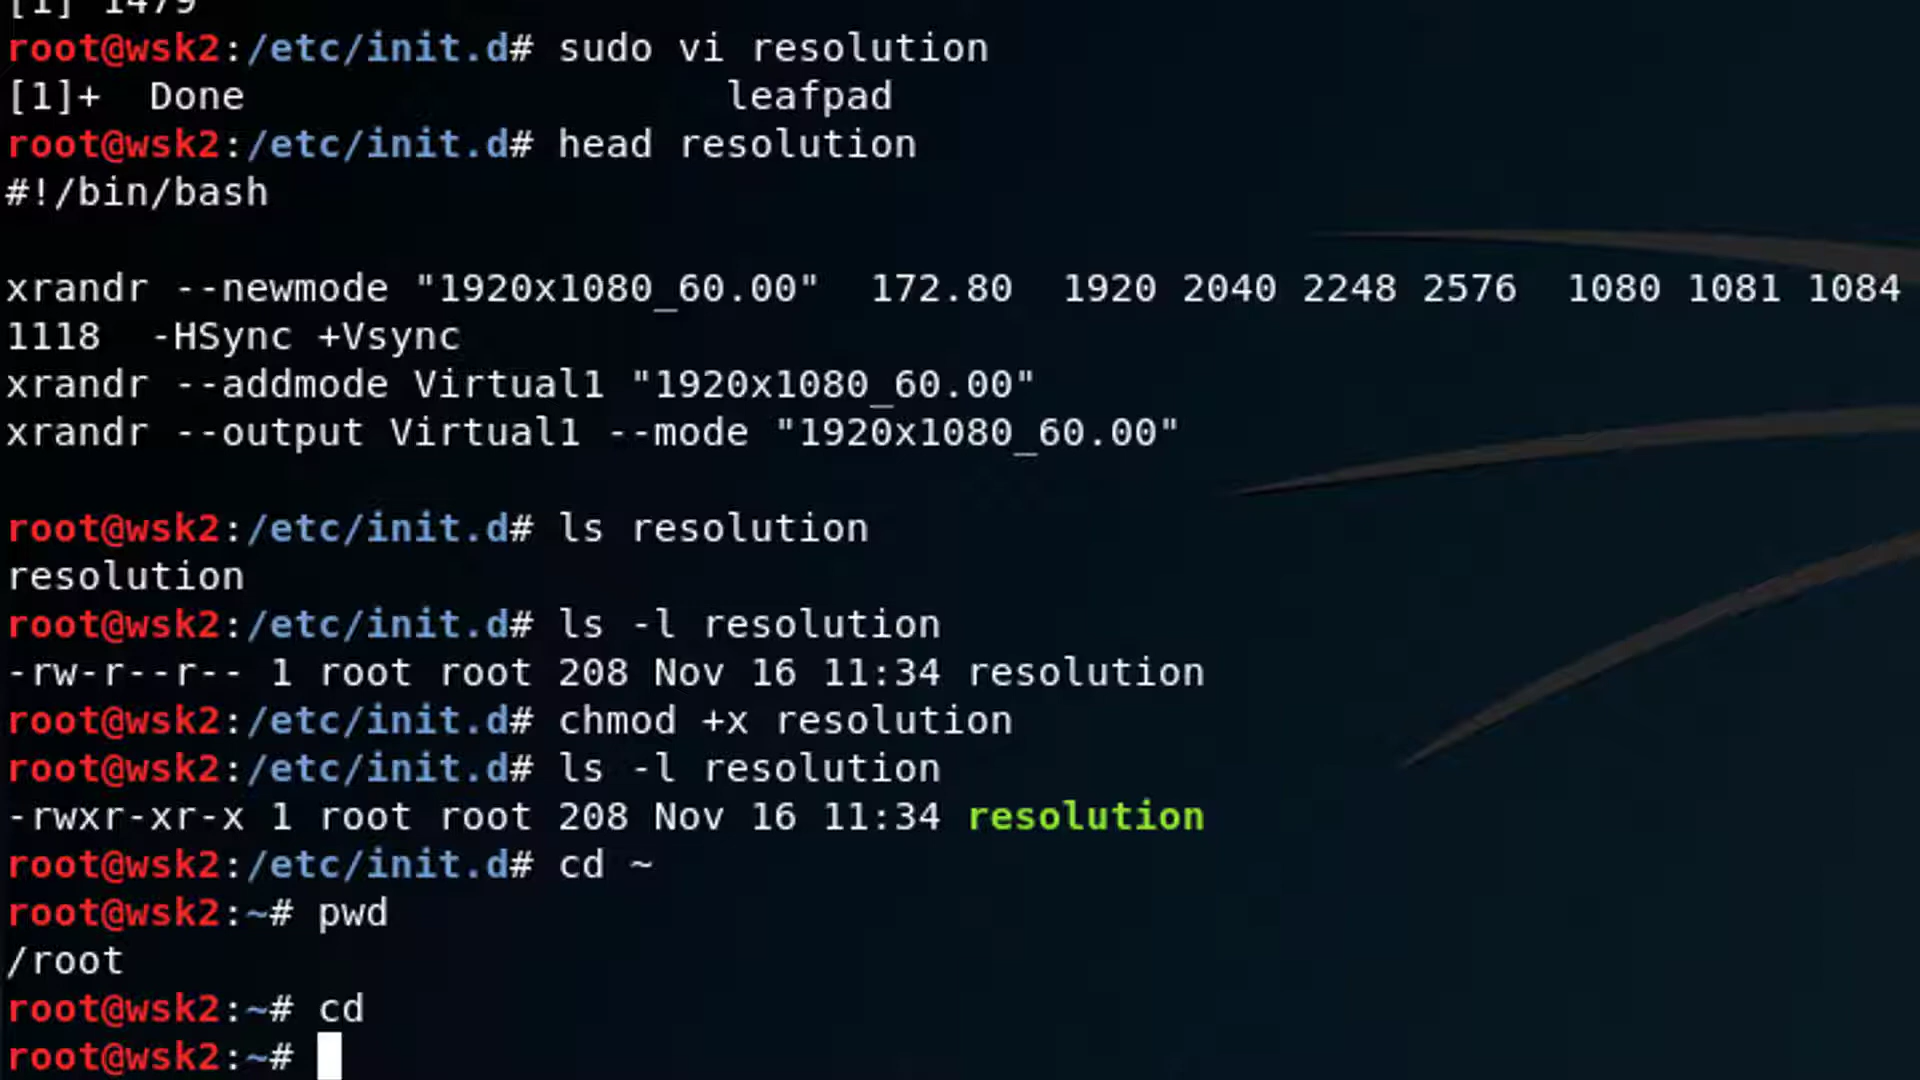 [1] 1479
root@wsk2:/etc/init.d# sudo vi resolution
[1]+  Done                    leafpad
root@wsk2:/etc/init.d# head resolution
#!/bin/bash
xrandr --newmode "1920x1080_60.00"  172.80  1920 2040 2248 2576  1080 1081 1084
1118  -HSync +Vsync
xrandr --addmode Virtual1 "1920x1080_60.00"
xrandr --output Virtual1 --mode "1920x1080_60.00"
root@wsk2:/etc/init.d# ls resolution
resolution
root@wsk2:/etc/init.d# ls -l resolution
-rw-r--r-- 1 root root 208 Nov 16 11:34 resolution
root@wsk2:/etc/init.d# chmod +x resolution
root@wsk2:/etc/init.d# ls -l resolution
-rwxr-xr-x 1 root root 208 Nov 16 11:34 resolution
root@wsk2:/etc/init.d# cd ~
root@wsk2:~# pwd
/root
root@wsk2:~# cd
root@wsk2:~#